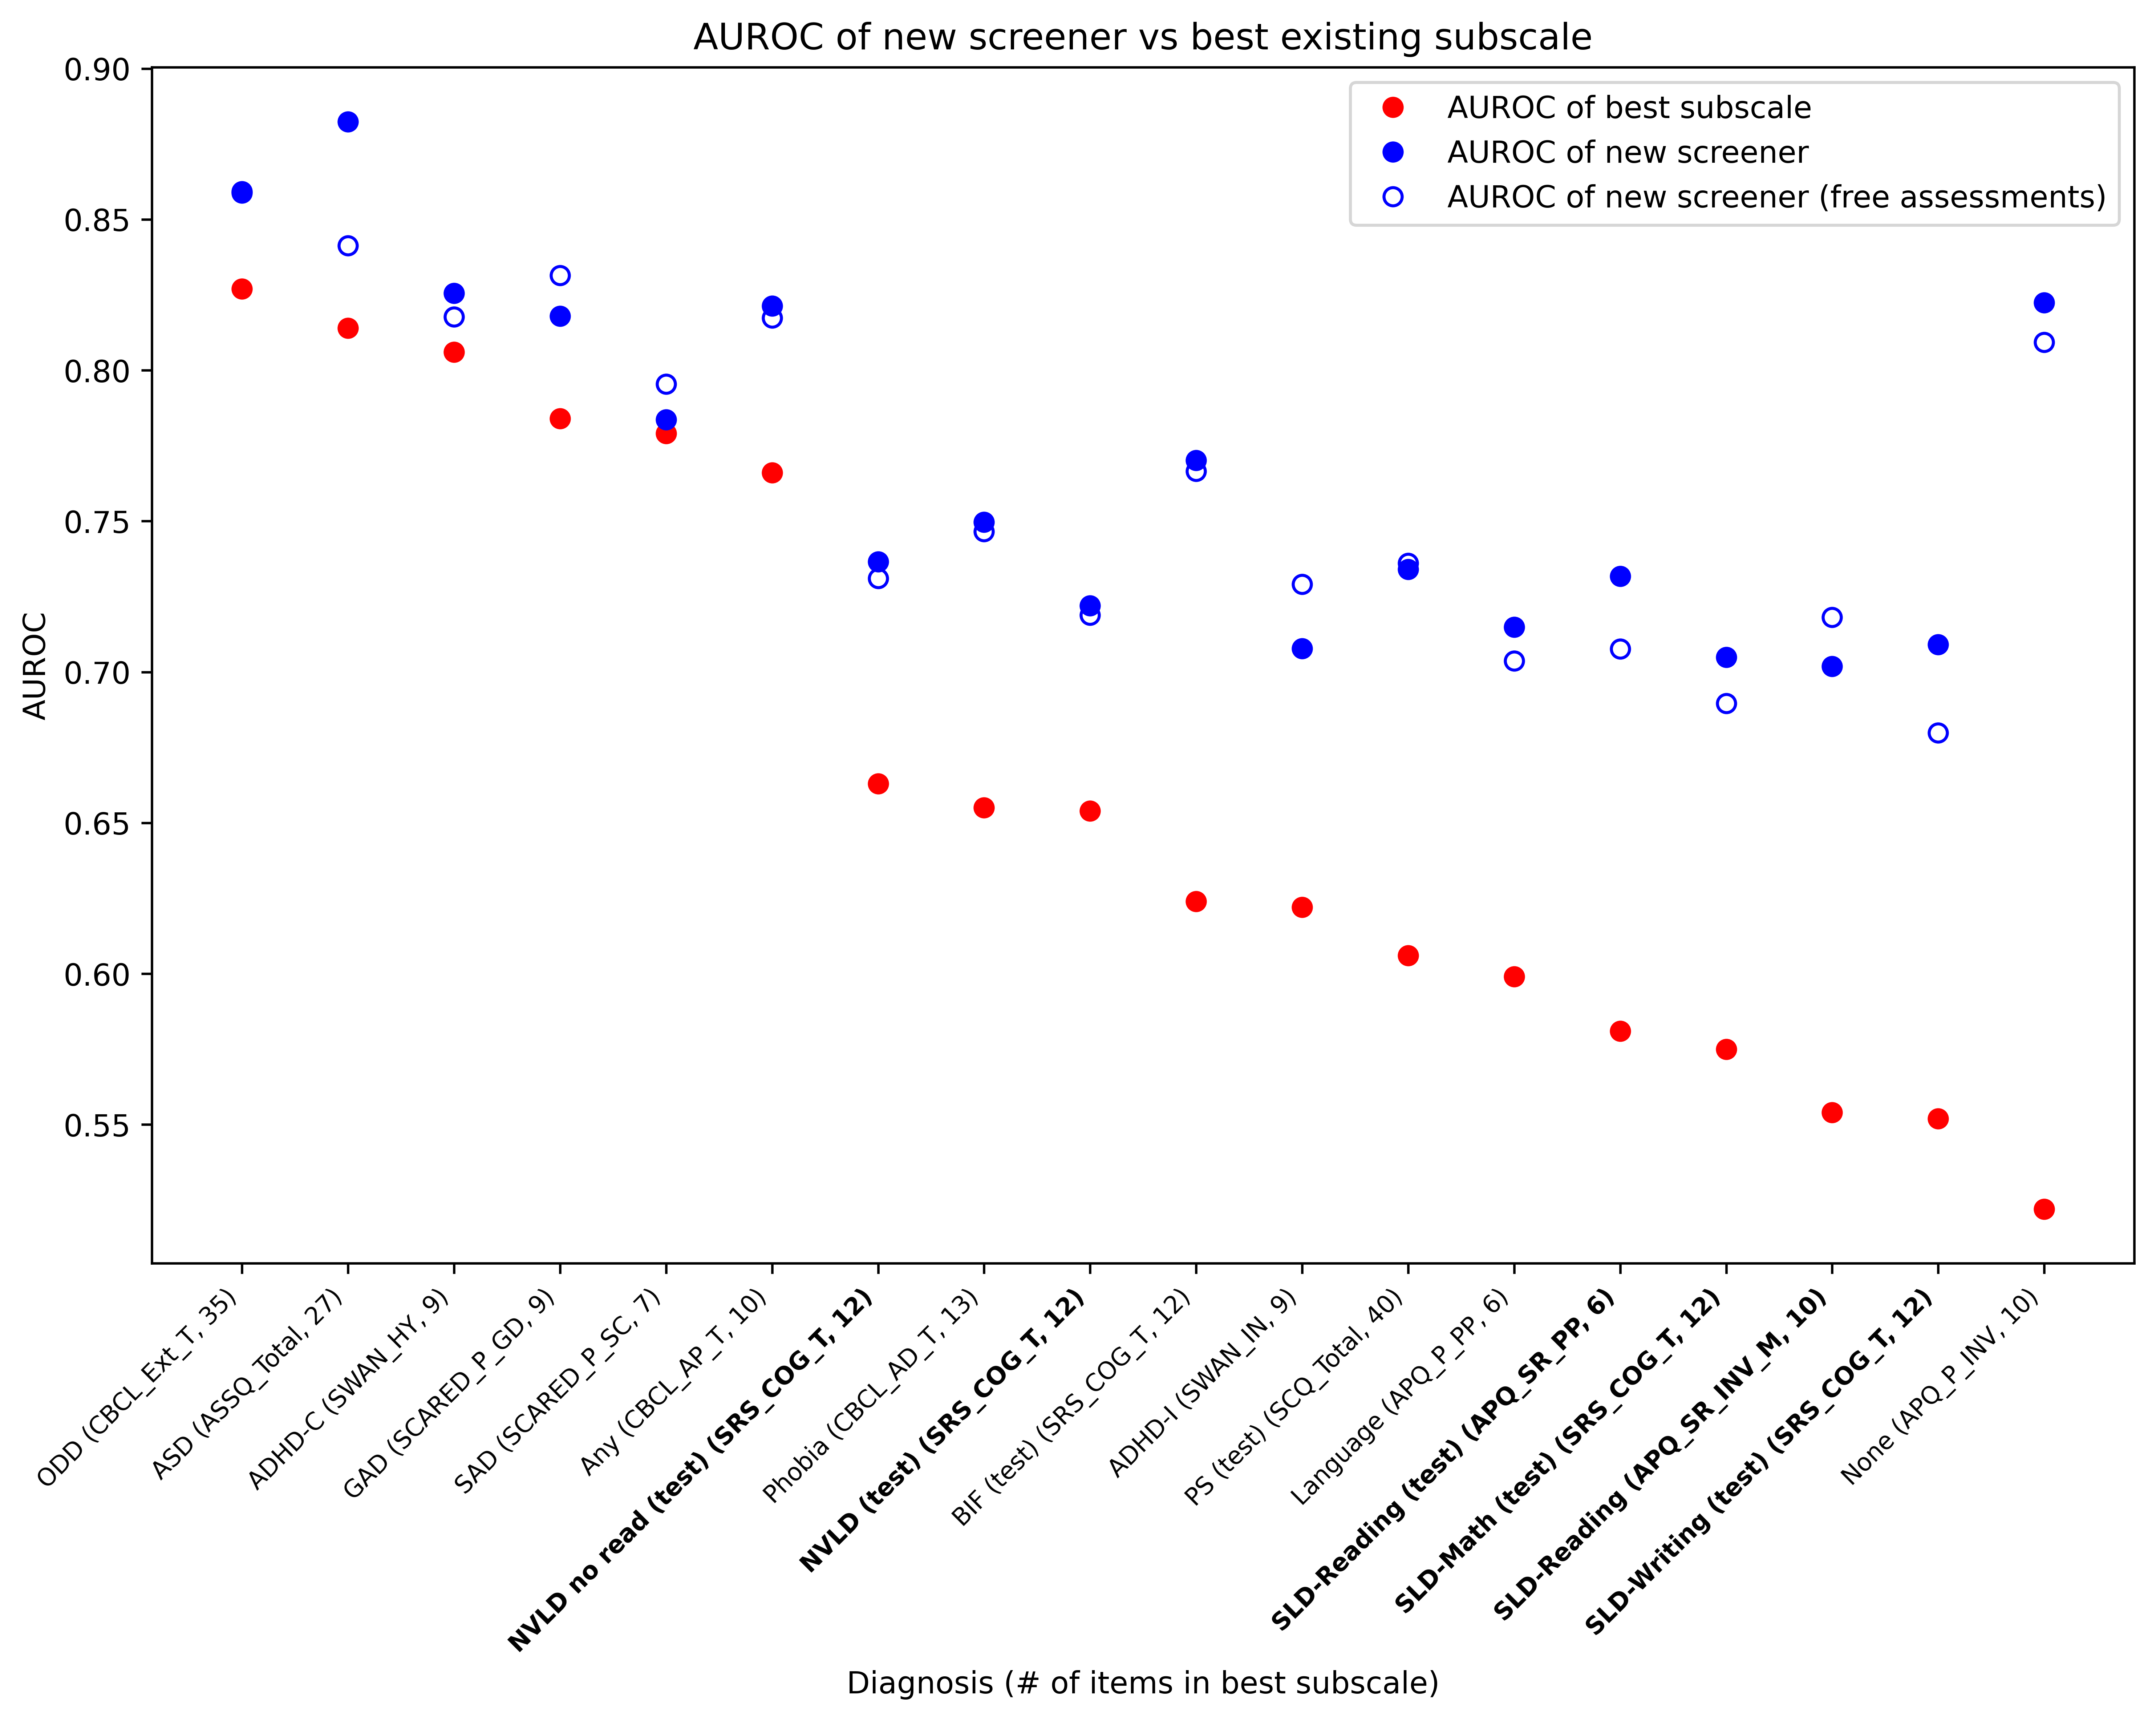 AUROC of new screener vs best existing subscale
AUROC of best subscale
AUROC of new screener
AUROC of new screener (free assessments)
AUROC
0.90
0.85
0.80
0.75
0.70
0.65
0.60
0.55
ODD (CBCL_Ext_T, 35)
ASD (ASSQ_Total, 27)
ADHD-C (SWAN_HY, 9)
GAD (SCARED_P_GD, 9)
SAD (SCARED_P_SC, 7)
Any (CBCL_AP_T, 10)
NVLD no read (test) (SRS_COG_T, 12)
Phobia (CBCL_AD_T, 13)
NVLD (test) (SRS_COG_T, 12)
BIF (test) (SRS_COG_T, 12)
ADHD-I (SWAN_IN, 9)
PS (test) (SCQ_Total, 40)
Language (APQ_P_PP, 6)
SLD-Reading (test) (APQ_SR_PP, 6)
SLD-Math (test) (SRS_COG_T, 12)
SLD-Reading (APQ_SR_INV_M, 10)
SLD-Writing (test) (SRS_COG_T, 12)
None (APQ_P_INV, 10)
Diagnosis (# of items in best subscale)